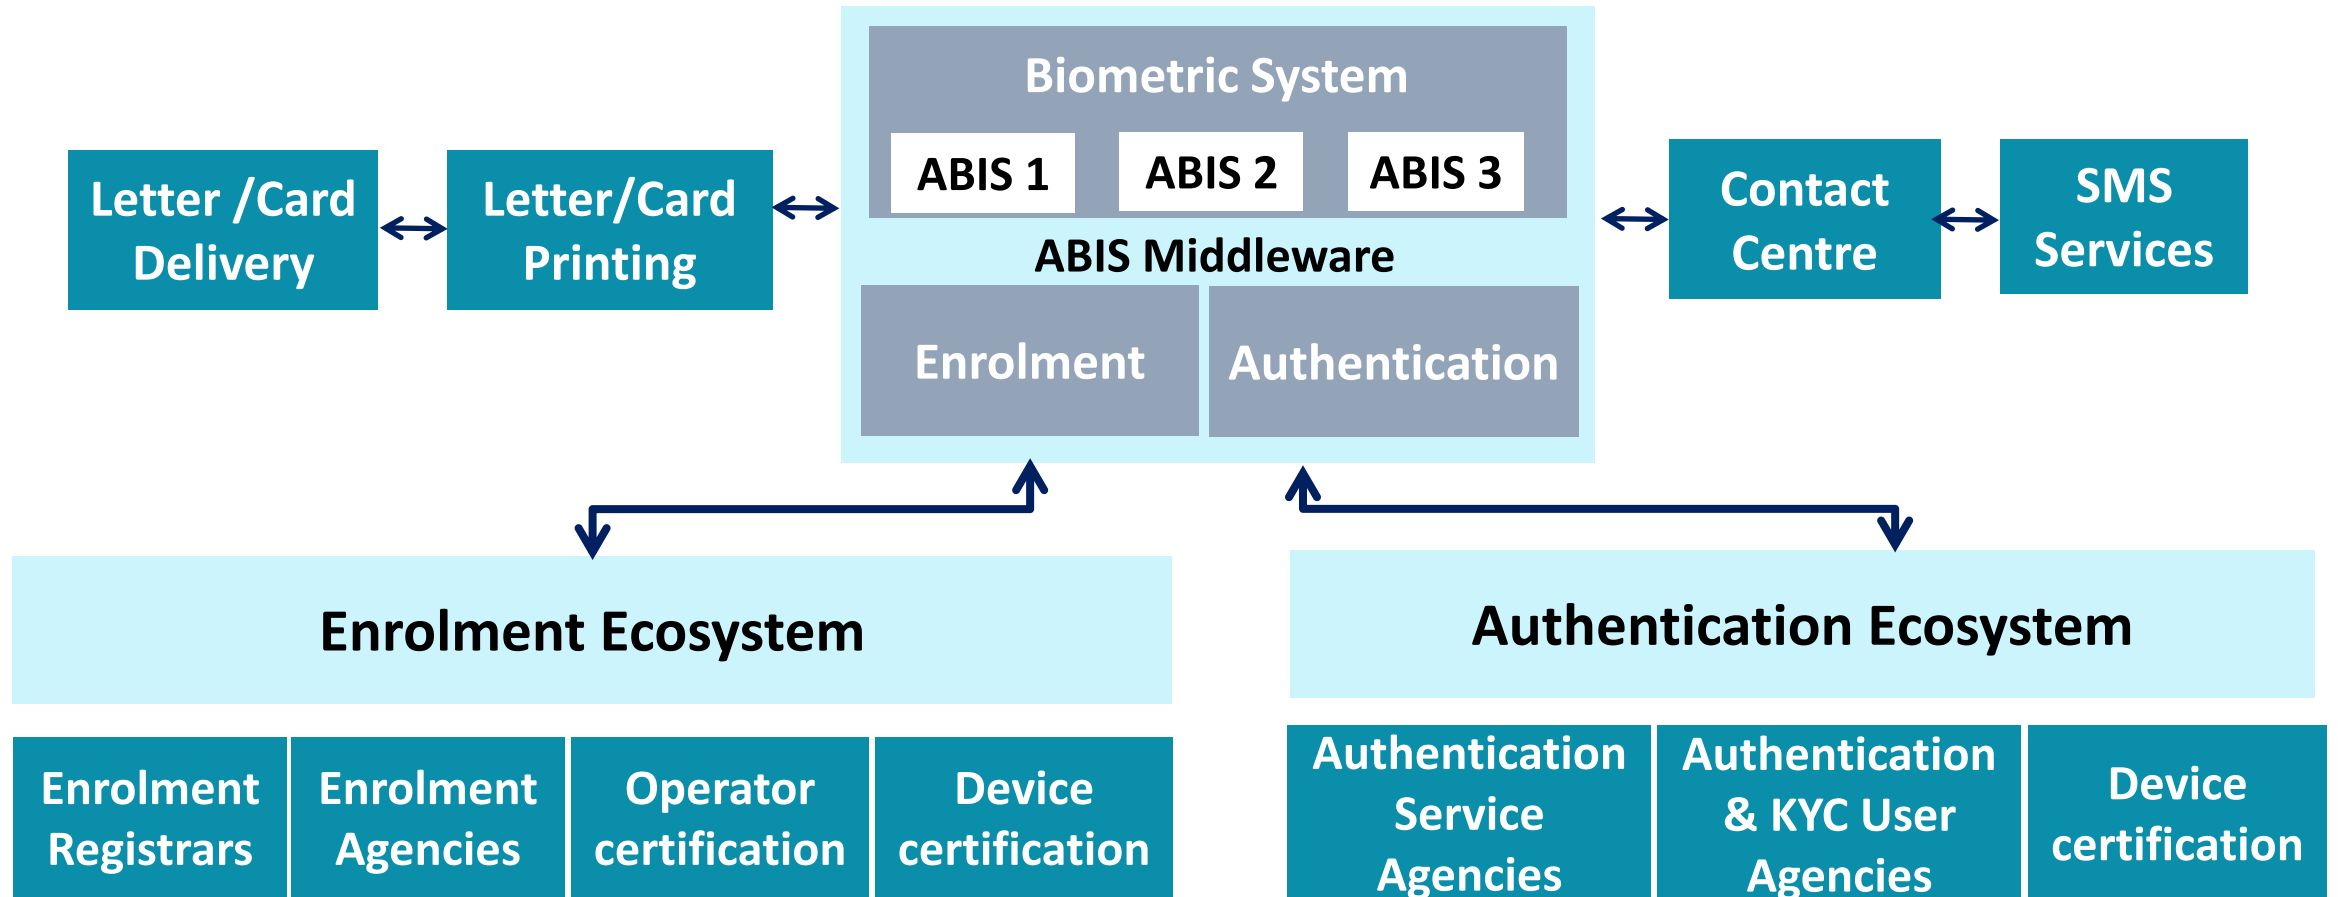 Biometric System
ABIS 1
ABIS 2
ABIS 3
Letter /Card
Delivery
Letter/Card
Printing
Contact
Centre
SMS
Services
ABIS Middleware
Enrolment
Authentication
Enrolment Ecosystem
Authentication Ecosystem
Enrolment
Registrars
Enrolment
Agencies
Operator
certification
Device
certification
Authentication
Service
Agencies
Authentication
& KYC User
Agencies
Device
certification